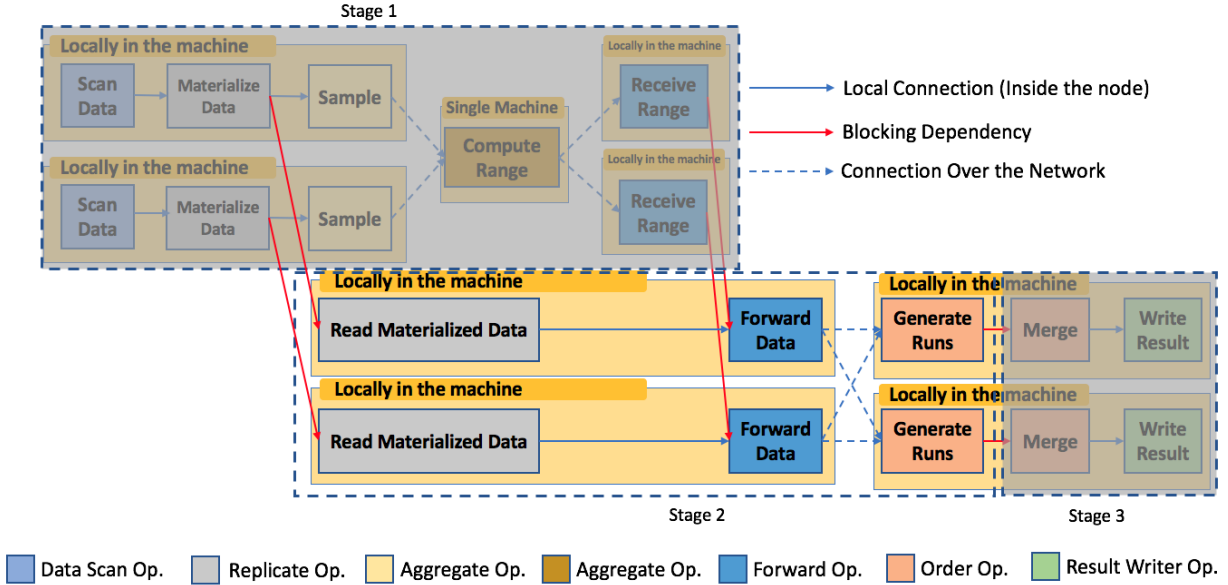 Stage 1
Locally in the machine
Scan
Data
Materialize
Data
Sample
Single Machine
Compute
Range
Locally in the machine
Receive
Range
Locally in the machine
Scan
Data
Materialize
Data
Sample
Locally in the machine
Receive
Range
Local Connection (Inside the node)
Blocking Dependency
Connection Over the Network
Locally in the machine
Read Materialized Data
Forward
Data
Locally in the machine
Generate
Runs
Merge
Write
Result
Locally in the machine
Read Materialized Data
Forward
Data
Locally in the machine
Generate
Runs
Merge
Write
Result
Stage 2
Stage 3
Data Scan Op.
Replicate Op.
Aggregate Op.
Aggregate Op.
Forward Op.
Order Op.
Result Writer Op.